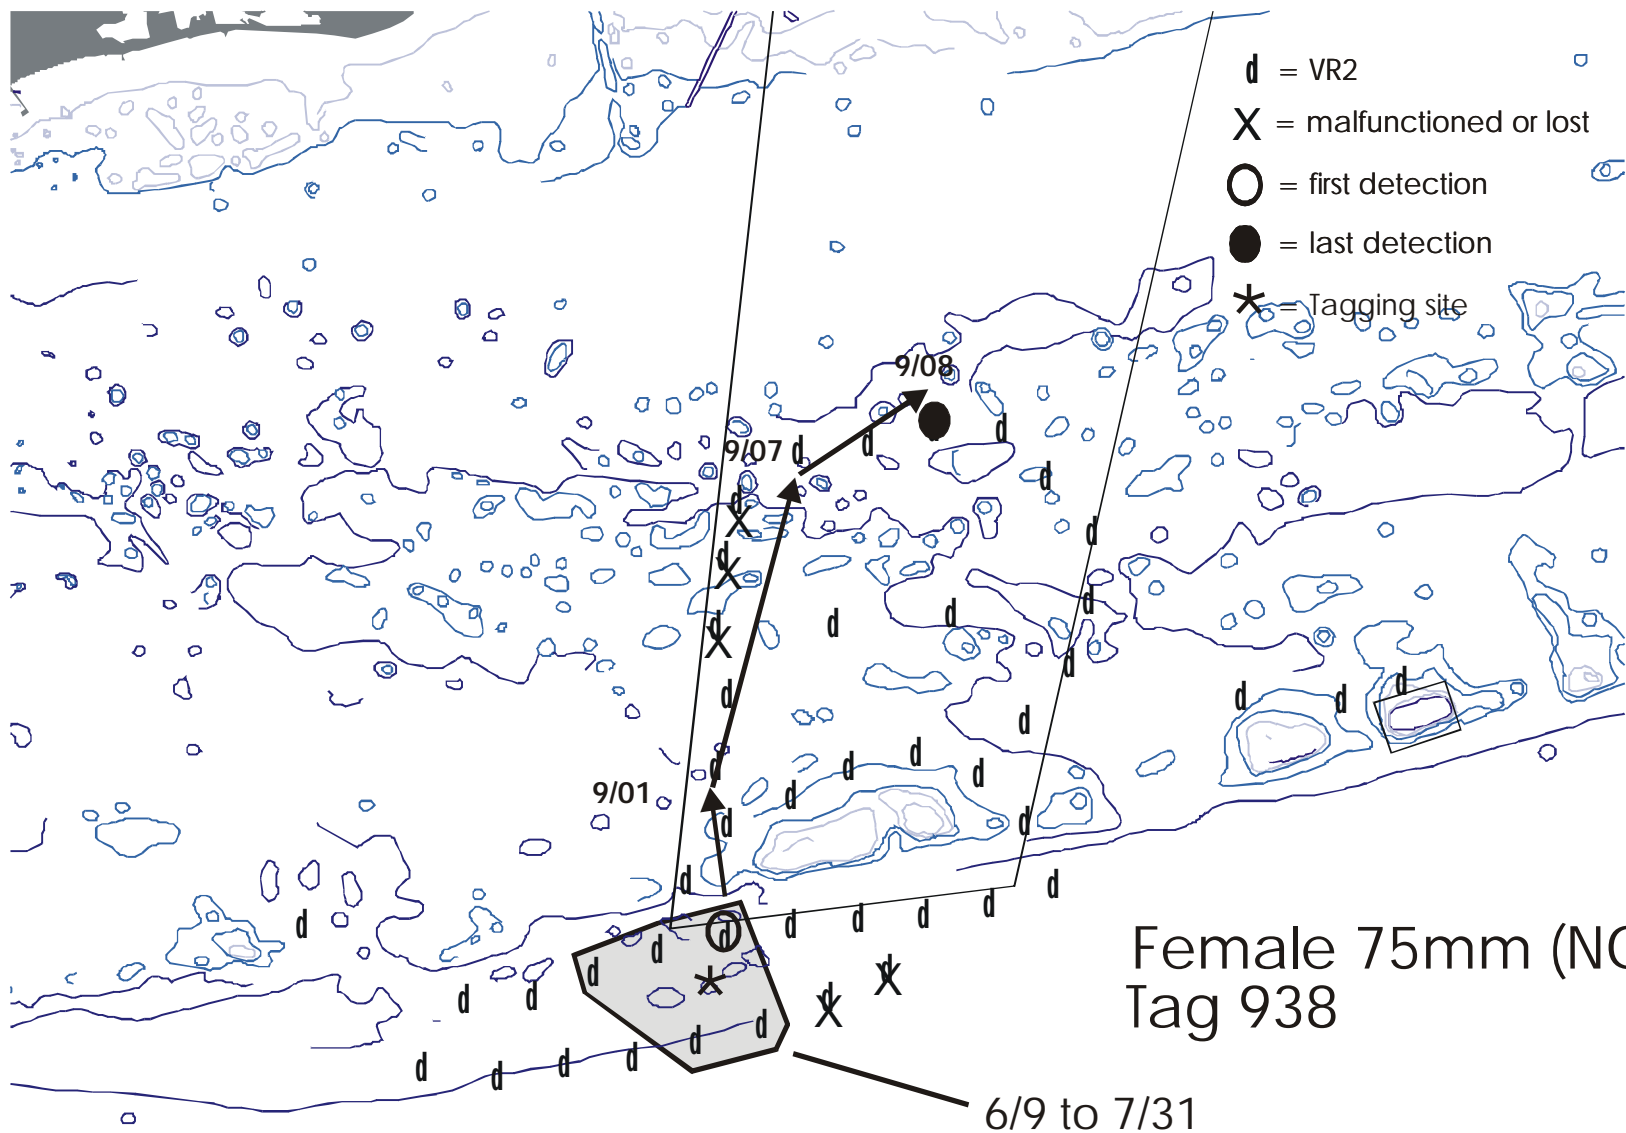 d = VR2
X = malfunctioned or lost
= first detection
= last detection
= Tagging site
9/08
9/07
9/01
Female 75mm (NO
Tag 938
6/9 to 7/31